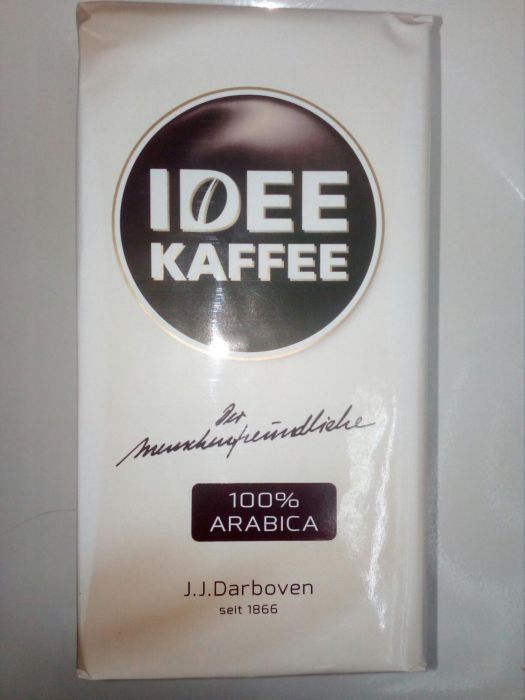 IDEE
KAFFEE
Der
Menschenfreundliche
100%
ARABICA
J.J.Darboven
seit 1866